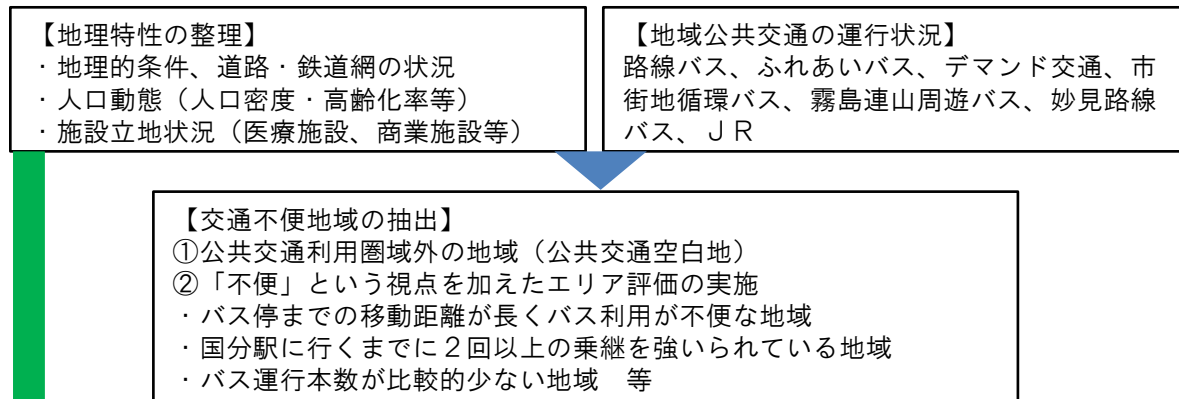 【地理特性の整理】
・地理的条件、道路・鉄道網の状況
・人口動態（人口密度・高齢化率等）
・施設立地状況（医療施設、商業施設等）
【地域公共交通の運行状況】
路線バス、ふれあいバス、デマンド交通、市
街地循環バス、霧島連山周遊バス、妙見路線
バス、ＪＲ
【交通不便地域の抽出】
①公共交通利用圏域外の地域（公共交通空白地）
②「不便」という視点を加えたエリア評価の実施
・バス停までの移動距離が長くバス利用が不便な地域
・国分駅に行くまでに２回以上の乗継を強いられている地域
・バス運行本数が比較的少ない地域　等